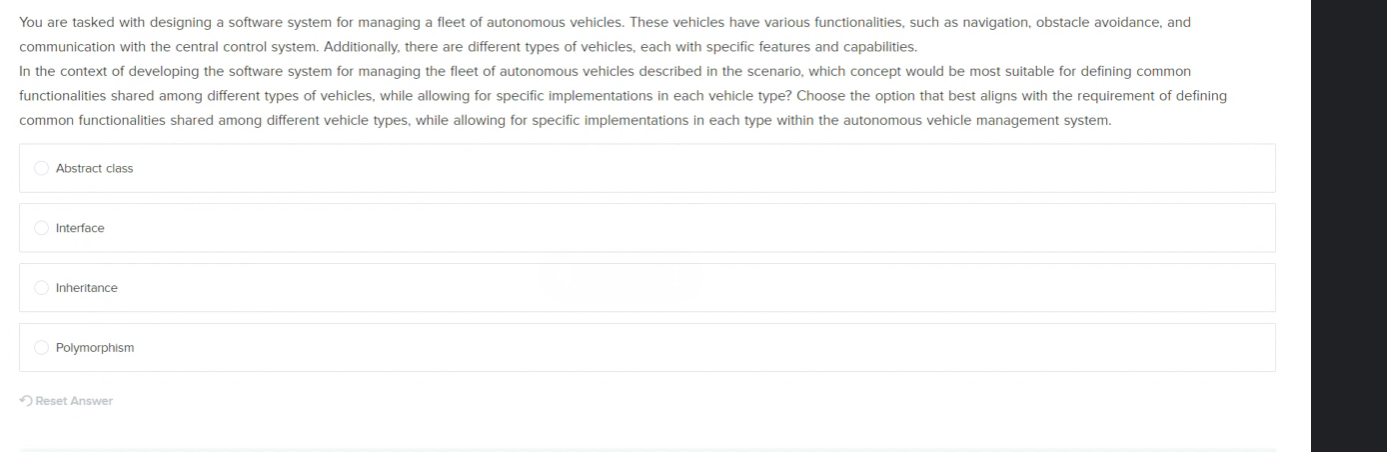 You are tasked with designing a software system for managing a fleet of autonomous vehicles. These vehicles have various functionalities, such as navigation, obstacle avoidance, and
communication with the central control system. Additionally, there are different types of vehicles, each with specific features and capabilities.
In the context of developing the software system for managing the fleet of autonomous vehicles described in the scenario, which concept would be most suitable for defining common
functionalities shared among different types of vehicles, while allowing for specific implementations in each vehicle type? Choose the option that best aligns with the requirement of defining
common functionalities shared among different vehicle types, while allowing for specific implementations in each type within the autonomous vehicle management system.
Abstract class
Interface
Inheritance
Polymorphism
Reset Answer